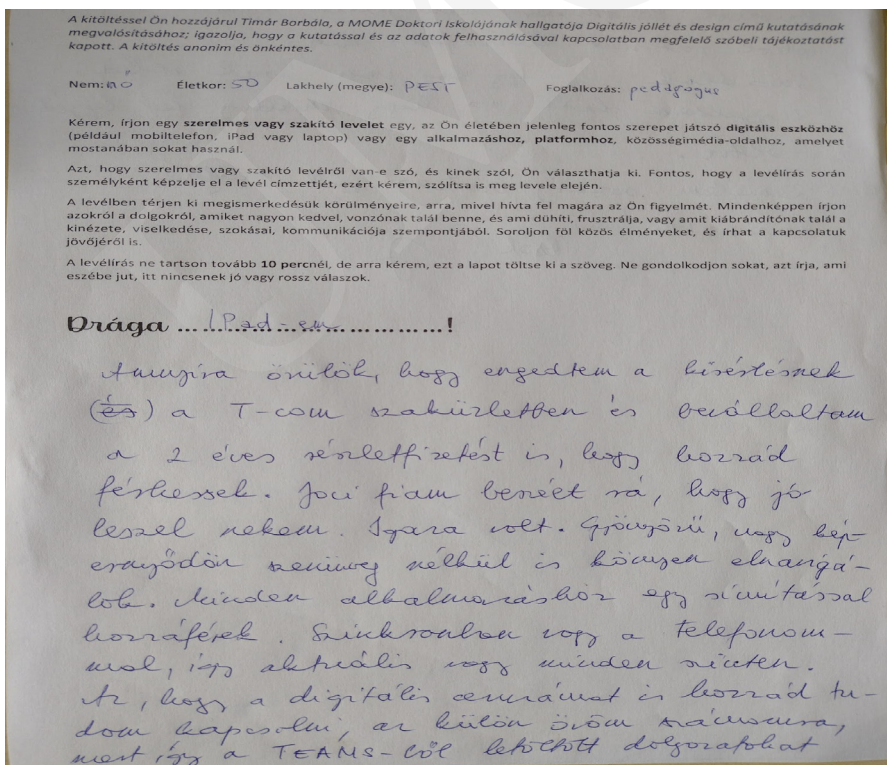 A kitöltéssel Ön hozzájárul Tímár Borbála, a MOME Doktori Iskolájának hallgatója Digitális jóllét és design című kutatásának
megvalósításához; igazolja, hogy a kutatással és az adatok felhasználásával kapcsolatban megfelelő szóbeli tájékoztatást
kapott. A kitöltés anonim és önkéntes.
Nem: nő Életkor: 50 Lakhely (megye): PEST Foglalkozás: pedagógus
Kérem, írjon egy szerelmes vagy szakító levelet egy, az Ön életében jelenleg fontos szerepet játszó digitális eszközhöz
(például mobiltelefon, iPad vagy laptop) vagy egy alkalmazáshoz, platformhoz, közösségimédia-oldalhoz, amelyet
mostanában sokat használ.
Azt, hogy szerelmes vagy szakító levélről van-e szó, és kinek szól, Ön választhatja ki. Fontos, hogy a levélírás során
személyként képzelje el a levél címzettjét, ezért kérem, szólítsa is meg levele elején.
A levélben térjen ki megismerkedésük körülményeire, arra, mivel hívta fel magára az Ön figyelmét. Mindenképpen írjon
azokról a dolgokról, amiket nagyon kedvel, vonzónak talál benne, és ami dühíti, frusztrálja, vagy amit kiábrándítónak talál a
kinézete, viselkedése, szokásai, kommunikációja szempontjából. Soroljon föl közös élményeket, és írhat a kapcsolatuk
jövőjéről is.
A levélírás ne tartson tovább 10 percnél, de arra kérem, ezt a lapot töltse ki a szöveg. Ne gondolkodjon sokat, azt írja, ami
eszébe jut, itt nincsenek jó vagy rossz válaszok.
Drága ... IPad-em ...!
Annyira örülök, hogy engedtem a kísértésnek
(és) a T-com szaküzletben és bevállaltam
a 2 éves részletfizetést is, hogy hozzád
férhessek. Joci fiam beszélt rá, hogy jó
leszel nekem. Igaza volt. Gyönyörű, nagy kép-
ernyődön szemüveg nélkül is könnyen elnavigá-
lok. Minden alkalmazáshoz egy simítással
hozzáférek. Szinkronban vagy a telefonom-
mal, így aktuális vagy minden szinten.
Az, hogy a digitális ceruzámat is hozzád tu-
dom kapcsolni, az külön öröm számomra,
mert így a TEAMS-ből letöltött dolgozatokat